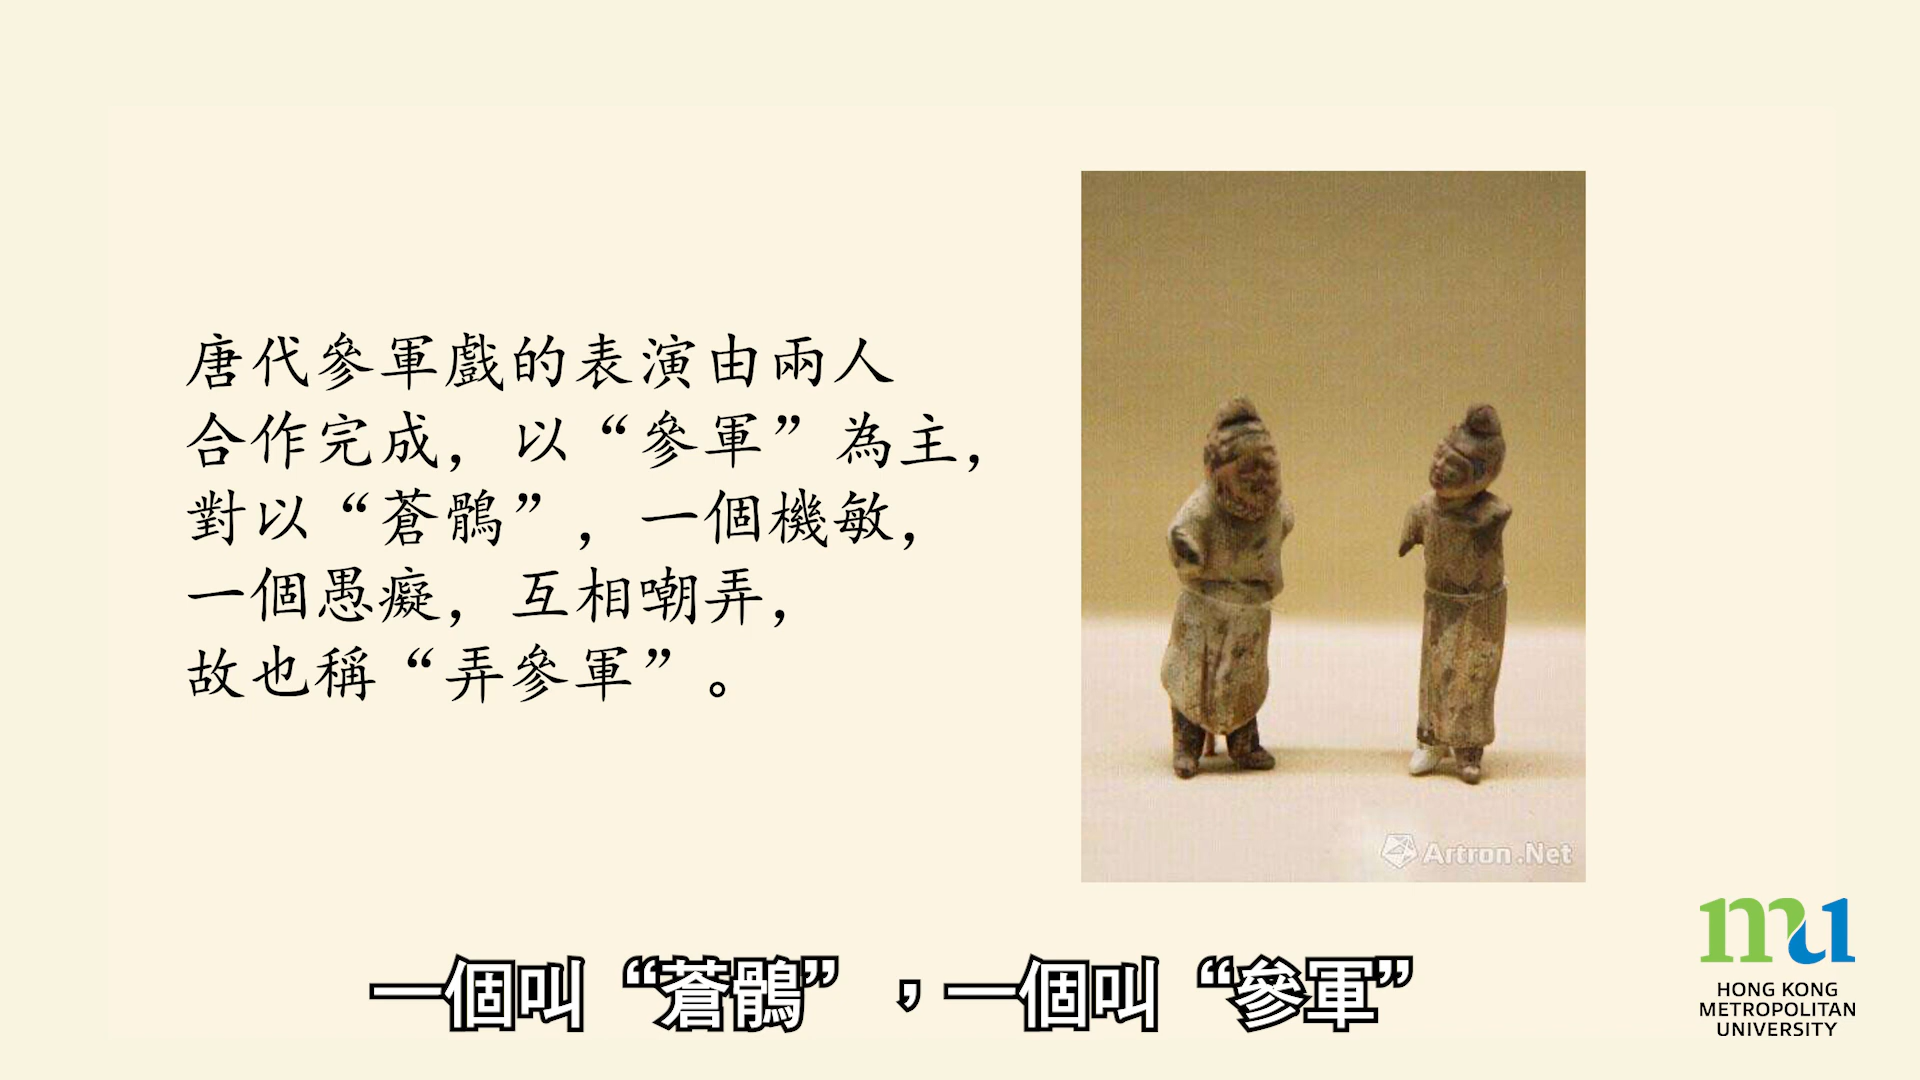 唐代參軍戲的表演由兩人
合作完成，以“參軍”為主，
對以“蒼鶻”，一個機敏，
一個愚癡，互相嘲弄，
故也稱“弄參軍”。
Artron.Net
一個叫“蒼鶻”，一個叫“參軍”
mu
HONG KONG
METROPOLITAN
UNIVERSITY